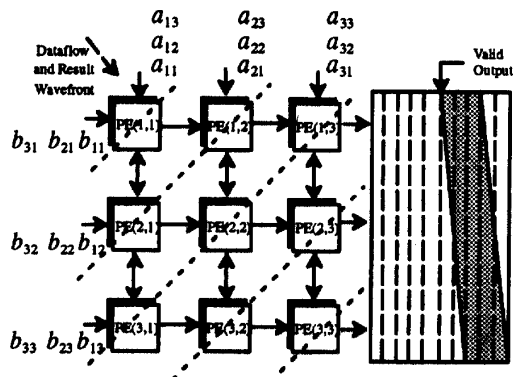 a13 a23 a33
Dataflow and Result Wavefront
a12 a22 a32
a11 a21 a31
Valid Output
PE(1,1) PE(1,2) PE(1,3)
b31 b21 b11
PE(2,1) PE(2,2) PE(2,3)
b32 b22 b12
PE(3,1) PE(3,2) PE(3,3)
b33 b23 b13